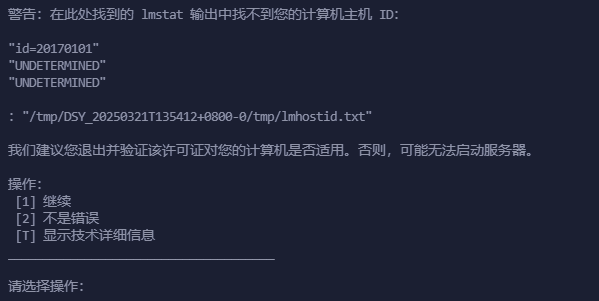 警告: 在此处找到的 lmstat 输出中找不到您的计算机主机 ID:
"id=20170101"
"UNDETERMINED"
"UNDETERMINED"
: "/tmp/DSY_20250321T135412+0800-0/tmp/lmhostid.txt"
我们建议您退出并验证该许可证对您的计算机是否适用。否则，可能无法启动服务器。
操作:
[1] 继续
[2] 不是错误
[T] 显示技术详细信息
请选择操作: